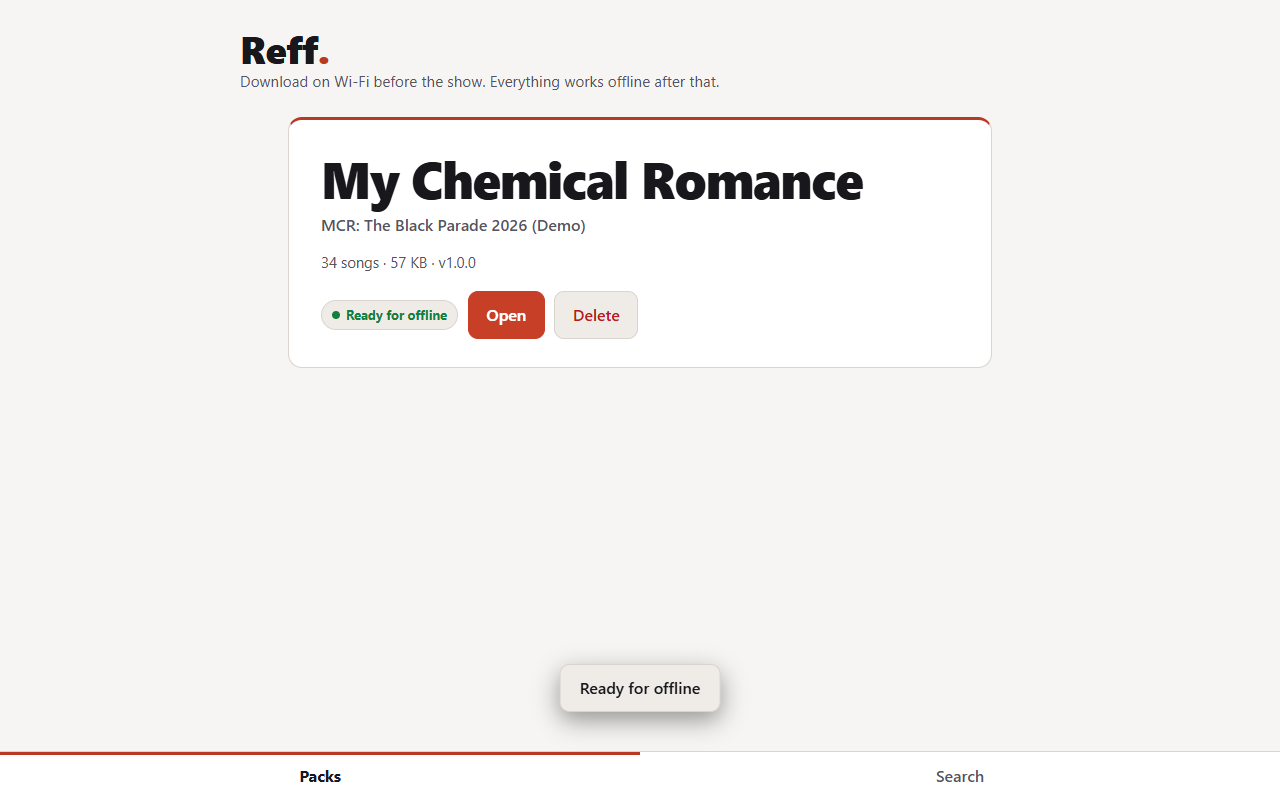 Reff.
Download on Wi-Fi before the show. Everything works offline after that.
My Chemical Romance
MCR: The Black Parade 2026 (Demo)
34 songs · 57 KB · v1.0.0
Ready for offline
Open
Delete
Ready for offline
Packs
Search